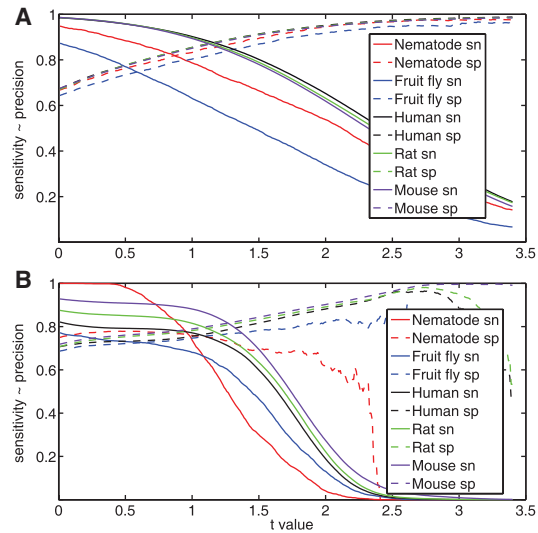 A
sensitivity ~ precision
1
0.8
0.6
0.4
0.2
0 0.5 1 1.5 2 2.5 3 3.5
Nematode sn
Nematode sp
Fruit fly sn
Fruit fly sp
Human sn
Human sp
Rat sn
Rat sp
Mouse sn
Mouse sp
B
sensitivity ~ precision
1
0.8
0.6
0.4
0.2
0 0.5 1 1.5 2 2.5 3 3.5
t value
Nematode sn
Nematode sp
Fruit fly sn
Fruit fly sp
Human sn
Human sp
Rat sn
Rat sp
Mouse sn
Mouse sp